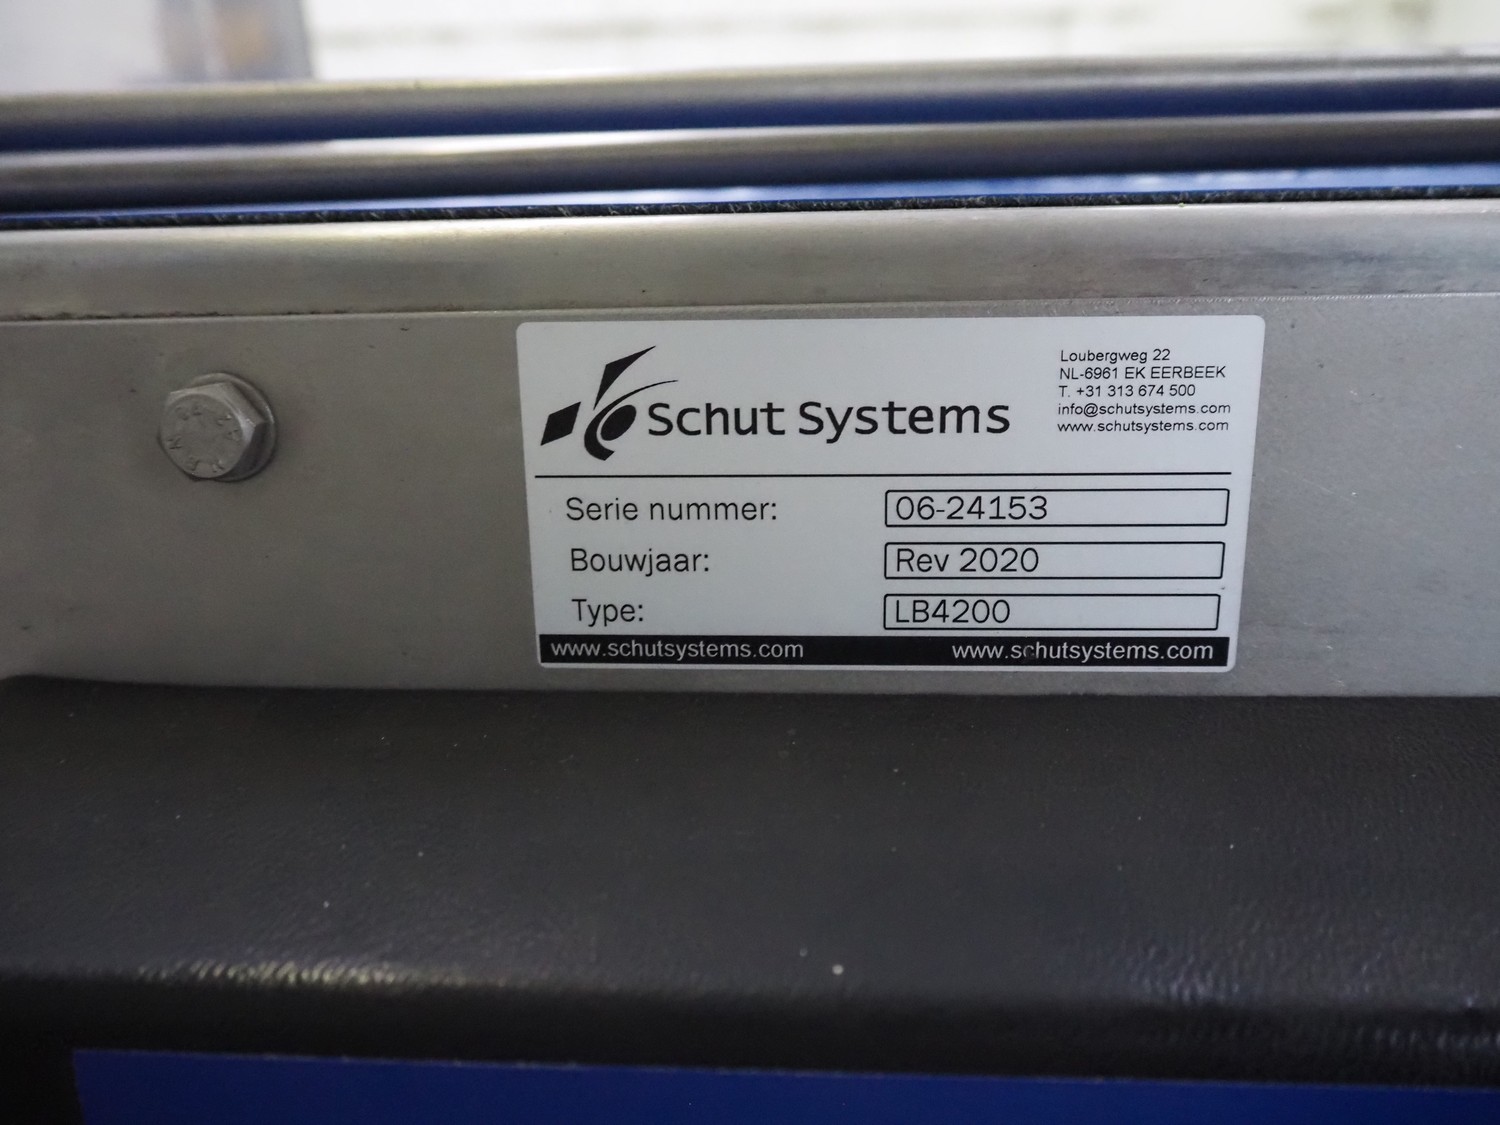 Schut Systems
Loubergweg 22
NL-6961 EK EERBEEK
T. +31 313 674 500
info@schutsystems.com
www.schutsystems.com
Serie nummer: 06-24153
Bouwjaar: Rev 2020
Type: LB4200
www.schutsystems.com www.schutsystems.com